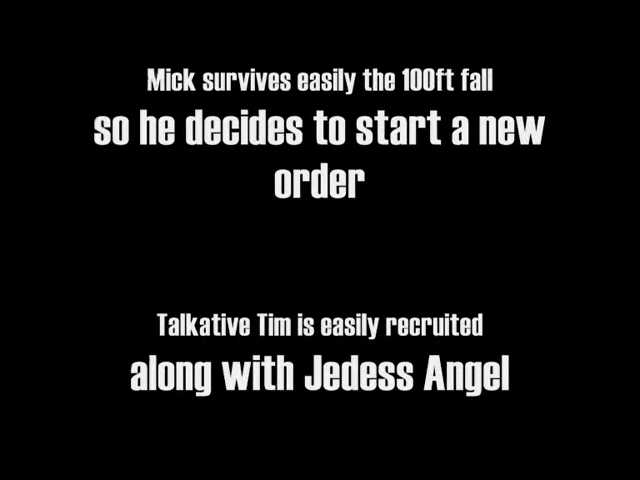 Mick survives easily the 100ft fall
so he decides to start a new
order
Talkative Tim is easily recruited
along with Jedess Angel